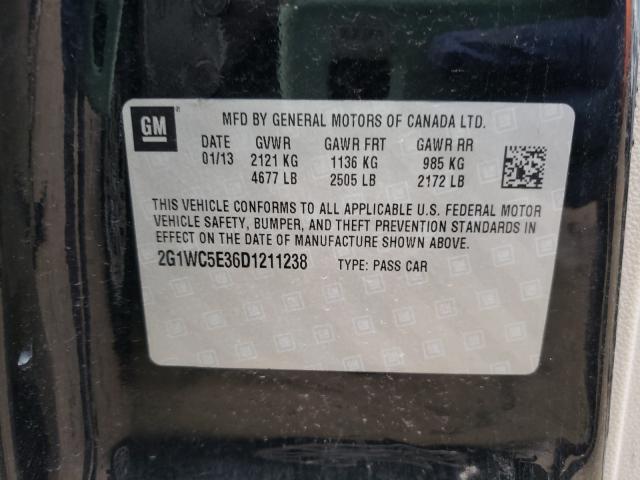 GM
MFD BY GENERAL MOTORS OF CANADA LTD.
DATE GVWR GAWR FRT GAWR RR
01/13 2121 KG 1136 KG 985 KG
4677 LB 2505 LB 2172 LB
THIS VEHICLE CONFORMS TO ALL APPLICABLE U.S. FEDERAL MOTOR
VEHICLE SAFETY, BUMPER, AND THEFT PREVENTION STANDARDS IN
EFFECT ON THE DATE OF MANUFACTURE SHOWN ABOVE.
2G1WC5E36D1211238 TYPE: PASS CAR